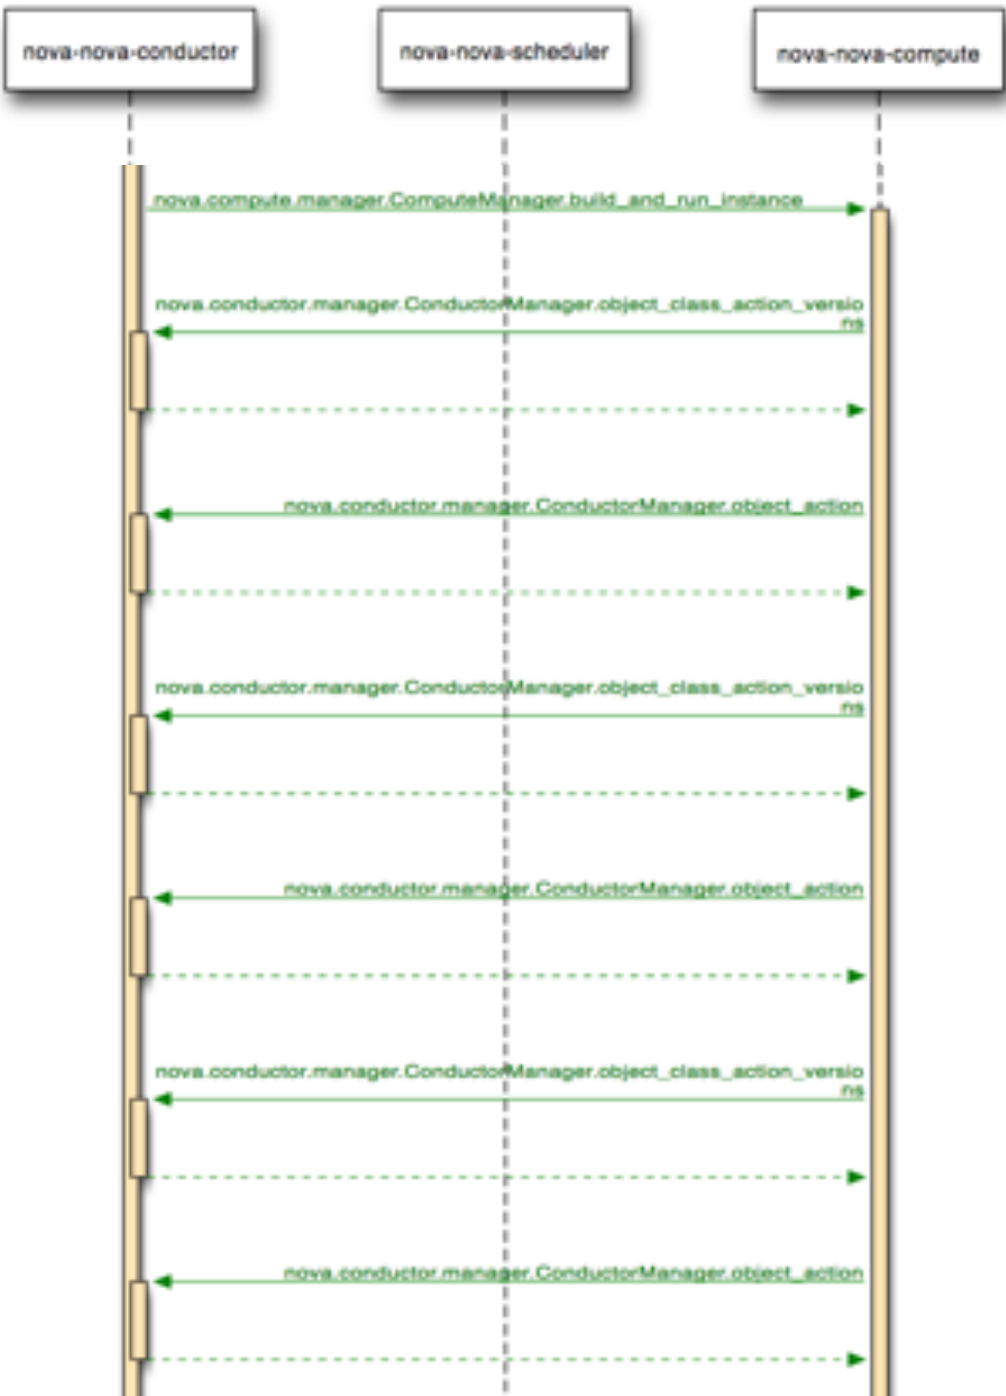 nova-nova-conductor
nova-nova-scheduler
nova-nova-compute
nova.compute.manager.ComputeManager.build_and_run_instance
nova.conductor.manager.ConductorManager.object_class_action_versio
ns
nova.conductor.manager.ConductorManager.object_action
nova.conductor.manager.ConductorManager.object_class_action_versio
ns
nova.conductor.manager.ConductorManager.object_action
nova.conductor.manager.ConductorManager.object_class_action_versio
ns
nova.conductor.manager.ConductorManager.object_action